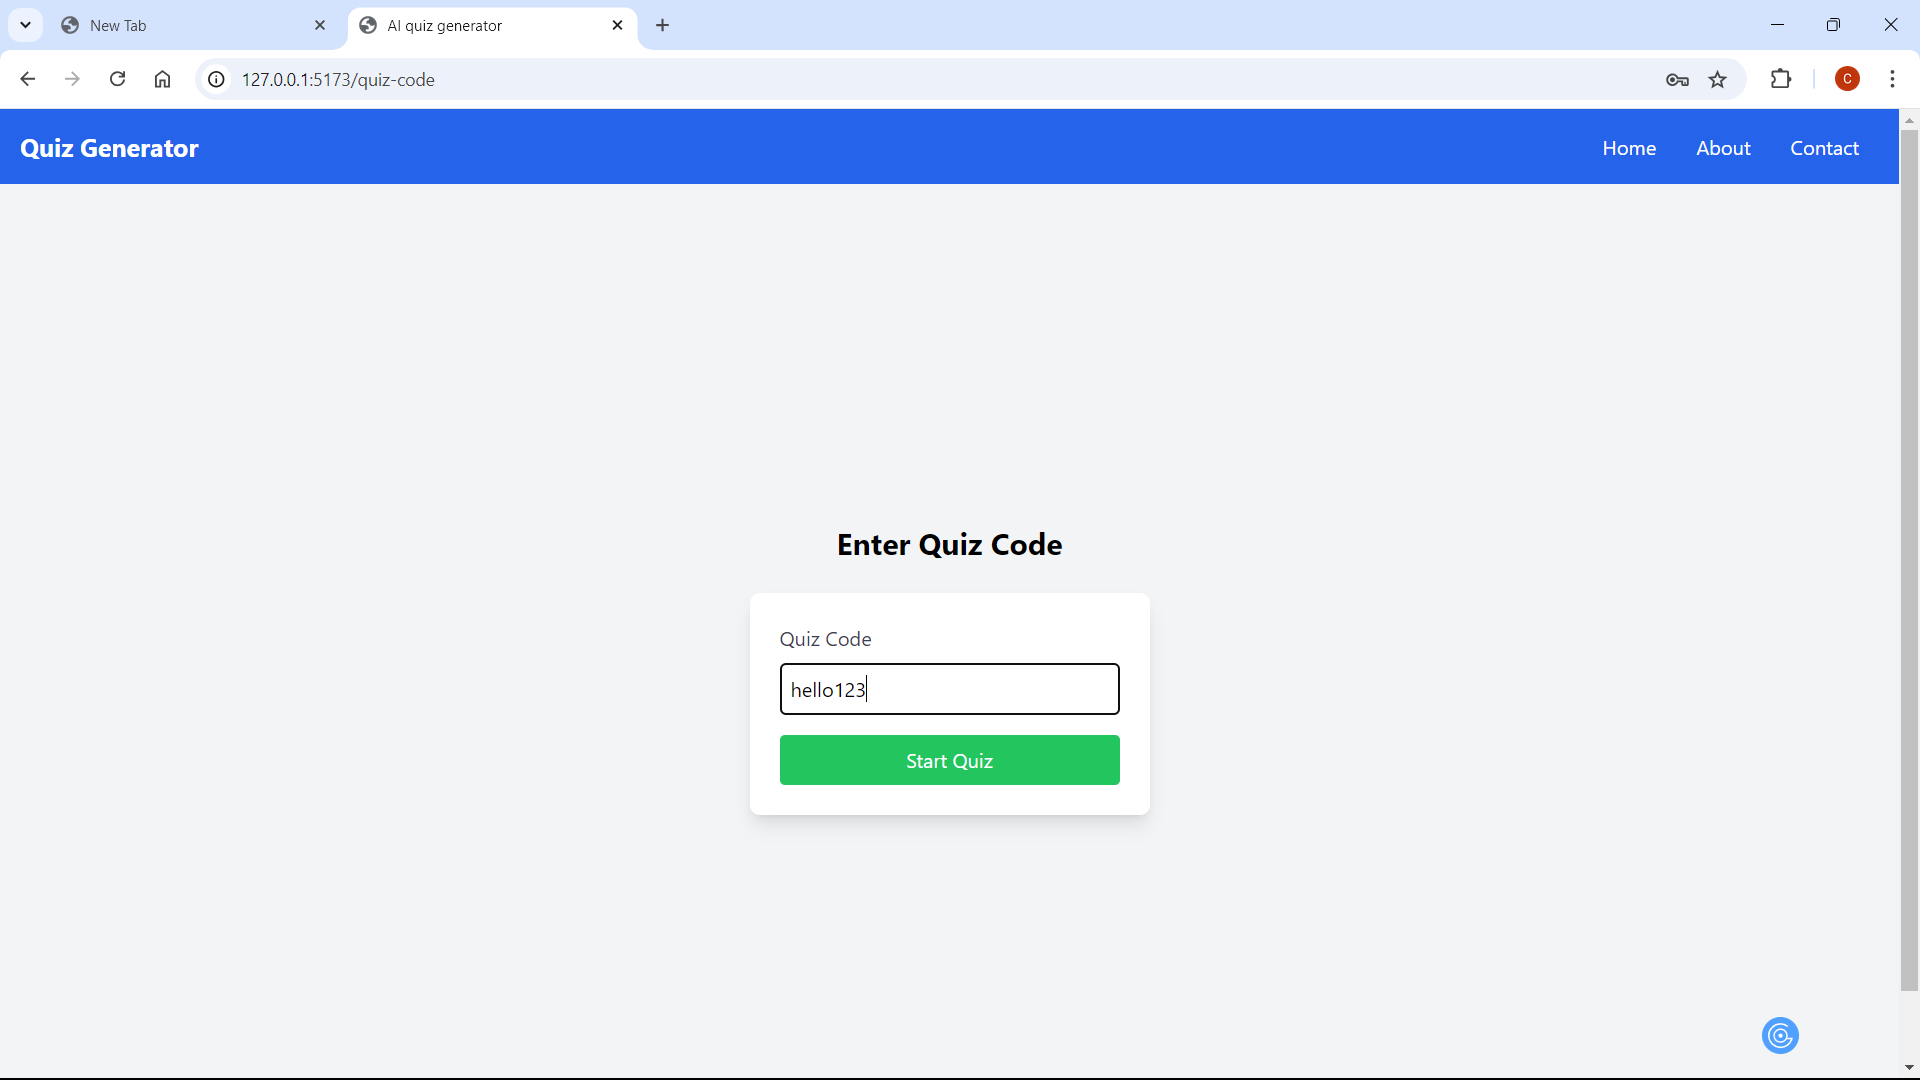 New Tab
AI quiz generator
127.0.0.1:5173/quiz-code
C
Quiz Generator
Home
About
Contact
Enter Quiz Code
Quiz Code
hello123
Start Quiz